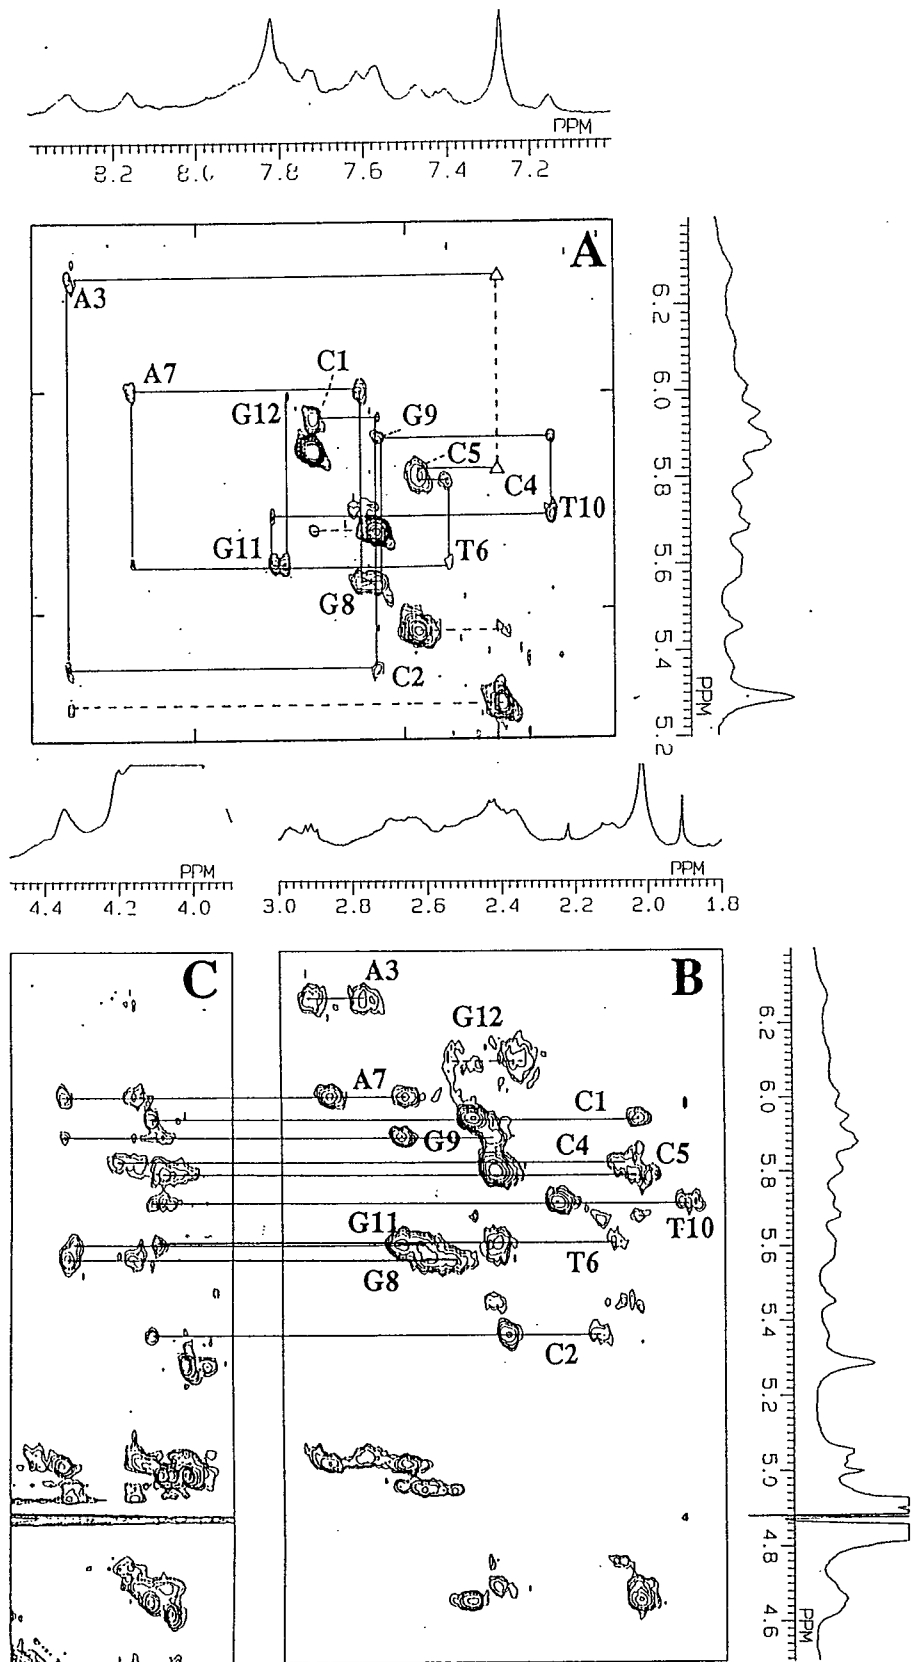 PPM
8.2 8.0 7.8 7.6 7.4 7.2
A
A3
A7
C1
G12
G9
C5
C4
T10
G11
T6
G8
C2
6.2 6.0 5.8 5.6 5.4 5.2
PPM
PPM
4.4 4.2 4.0
PPM
3.0 2.8 2.6 2.4 2.2 2.0 1.8
C
B
A3
G12
A7
C1
G9
C4
C5
G11
T10
T6
G8
C2
6.2 6.0 5.8 5.6 5.4 5.2 5.0 4.8 4.6
PPM